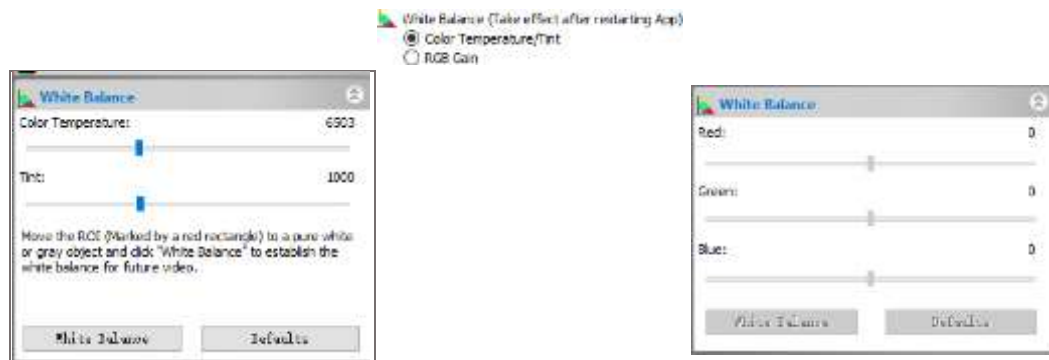 White Balance (Take effect after restarting App)
Color Temperature/Tint
RGB Gain
White Balance
Color Temperature: 6503
Tint: 1000
Move the ROI (Marked by a red rectangle) to a pure white
or gray object and click "White Balance" to establish the
white balance for future video.
White Balance Defaults
White Balance
Red: 0
Green: 0
Blue: 0
White Balance Defaults